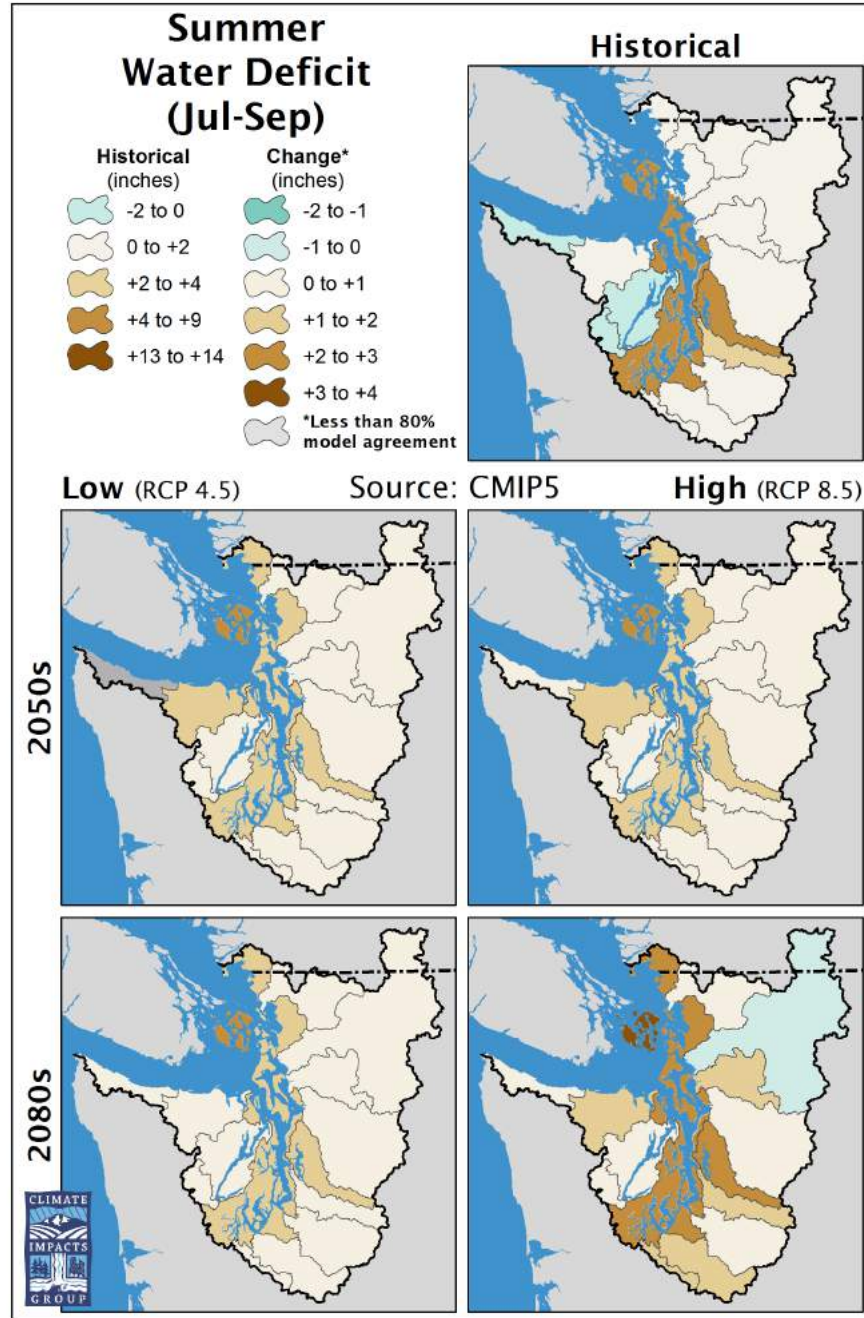 Summer
Water Deficit
(Jul-Sep)
Historical
(inches)
-2 to 0
0 to +2
+2 to +4
+4 to +9
+13 to +14
Change*
(inches)
-2 to -1
-1 to 0
0 to +1
+1 to +2
+2 to +3
+3 to +4
*Less than 80%
model agreement
Historical
Low (RCP 4.5)
Source: CMIP5
High (RCP 8.5)
2050s
2080s
CLIMATE
IMPACTS
GROUP